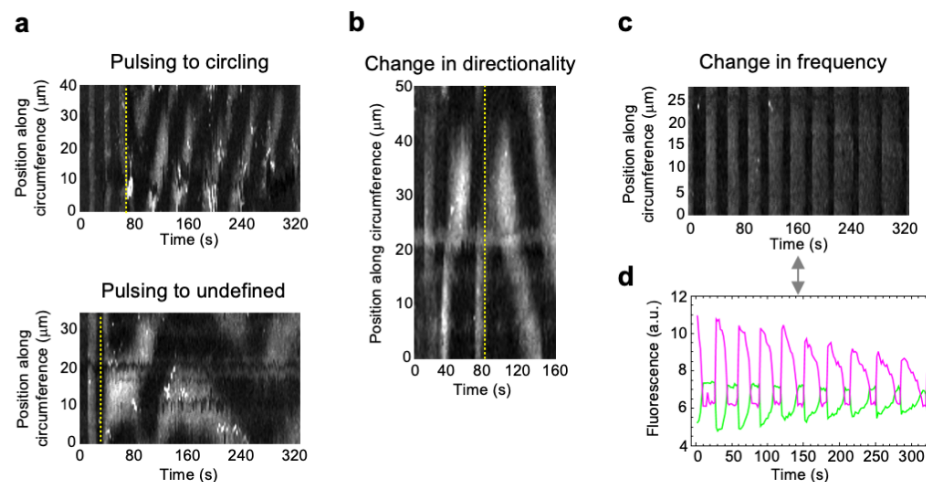 a
Pulsing to circling
Position along
circumference (μm)
40
30
20
10
0
0 80 160 240 320
Time (s)
Pulsing to undefined
Position along
circumference (μm)
30
20
10
0
0 80 160 240 320
Time (s)
b
Change in directionality
Position along circumference (μm)
50
40
30
20
10
0
0 40 80 120 160
Time (s)
c
Change in frequency
Position along
circumference (μm)
25
20
15
10
5
0
0 80 160 240 320
Time (s)
d
Fluorescence (a.u.)
12
10
8
6
4
0 50 100 150 200 250 300
Time (s)